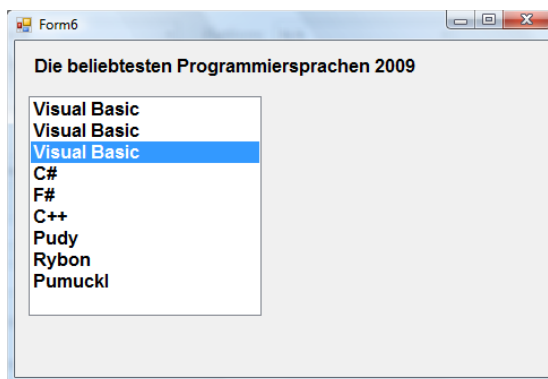 Form6
Die beliebtesten Programmiersprachen 2009
Visual Basic
Visual Basic
Visual Basic
C#
F#
C++
Pudy
Rybon
Pumuckl